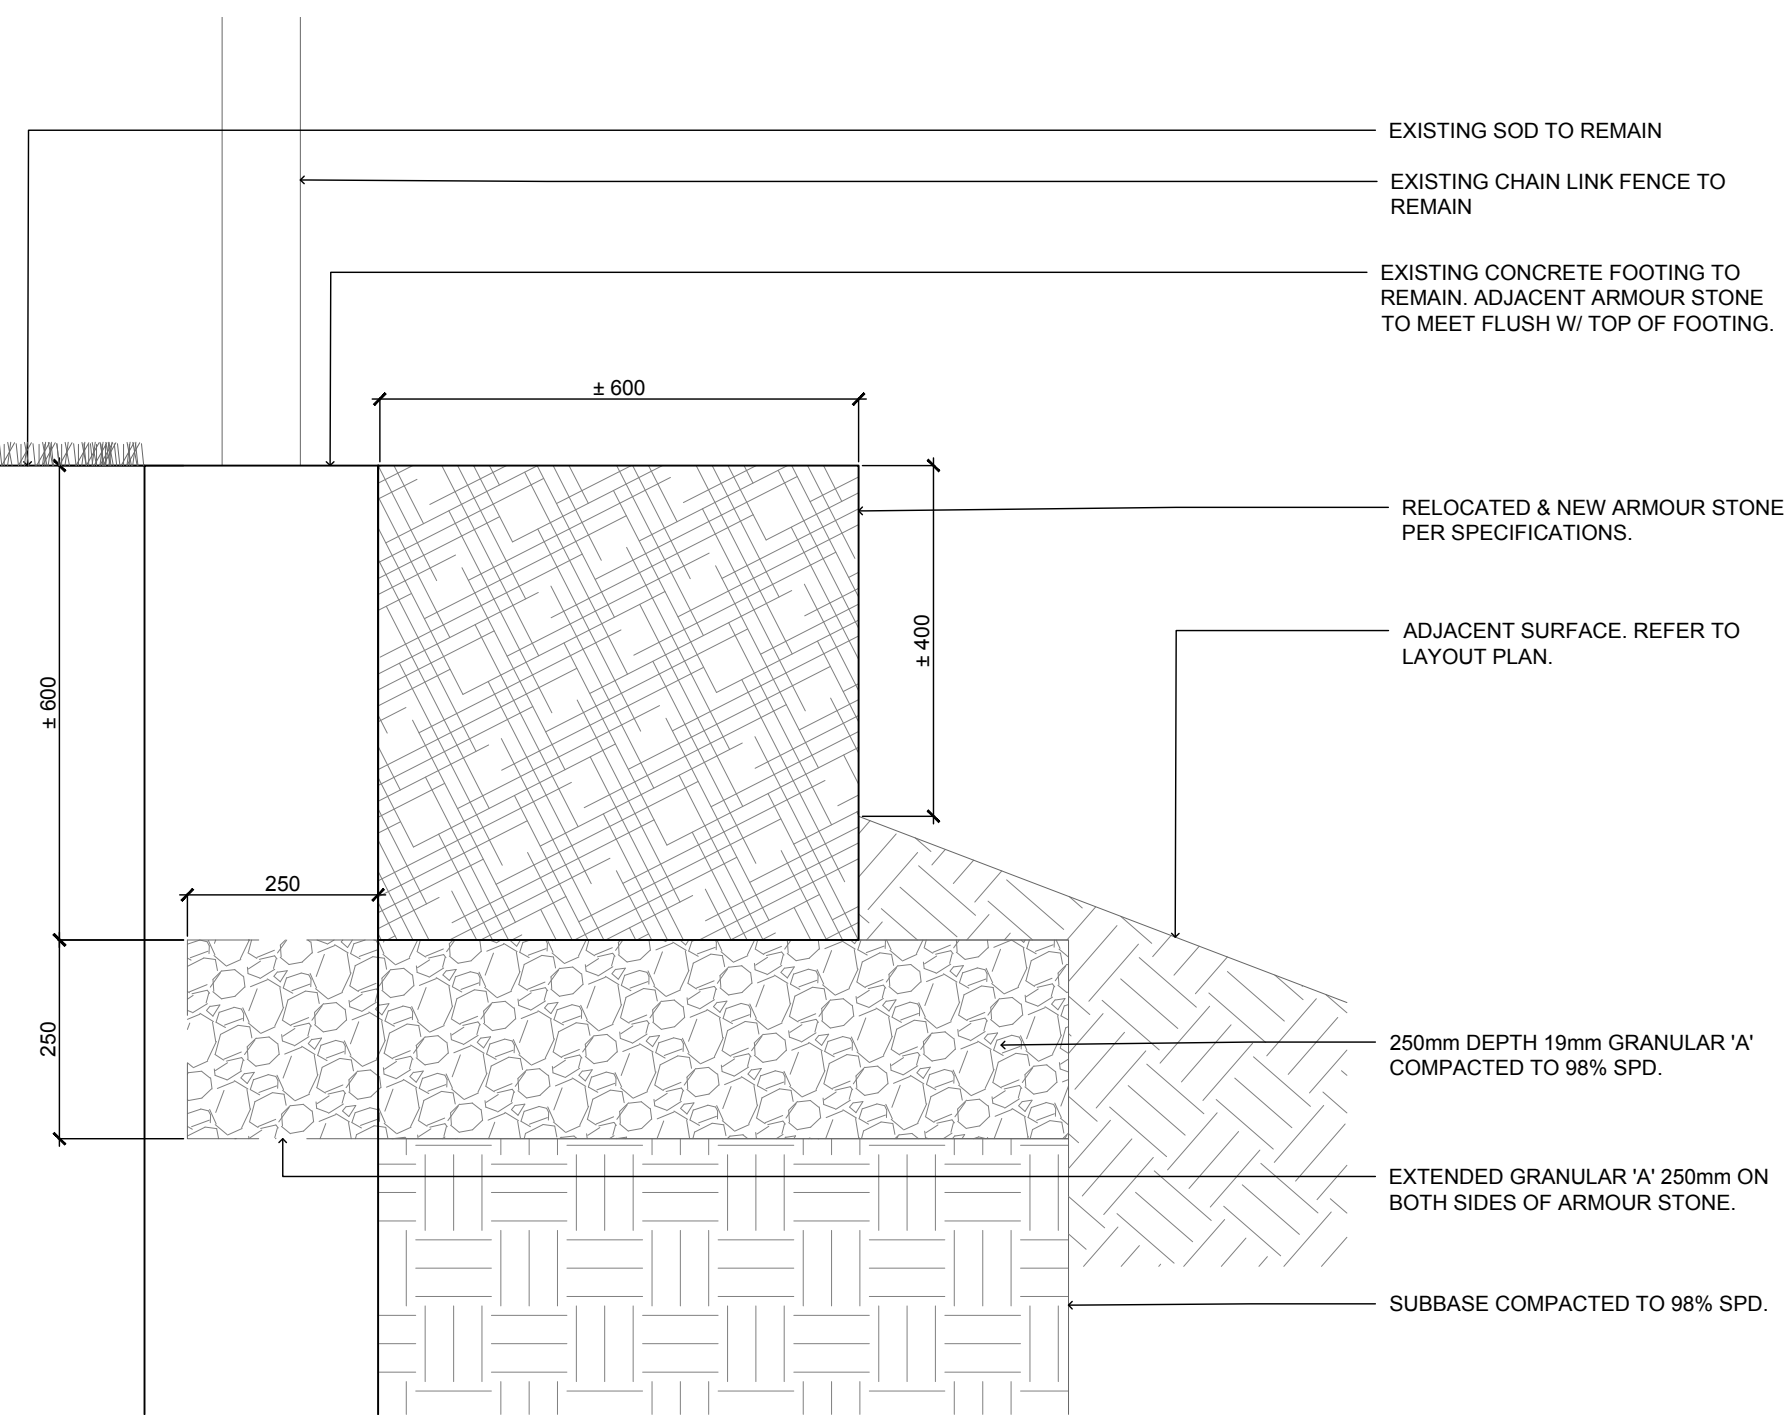 EXISTING SOD TO REMAIN
EXISTING CHAIN LINK FENCE TO
REMAIN
EXISTING CONCRETE FOOTING TO
REMAIN. ADJACENT ARMOUR STONE
TO MEET FLUSH W/ TOP OF FOOTING.
± 600
RELOCATED & NEW ARMOUR STONE
PER SPECIFICATIONS.
± 400
ADJACENT SURFACE. REFER TO
LAYOUT PLAN.
± 600
250
250
250mm DEPTH 19mm GRANULAR 'A'
COMPACTED TO 98% SPD.
EXTENDED GRANULAR 'A' 250mm ON
BOTH SIDES OF ARMOUR STONE.
SUBBASE COMPACTED TO 98% SPD.